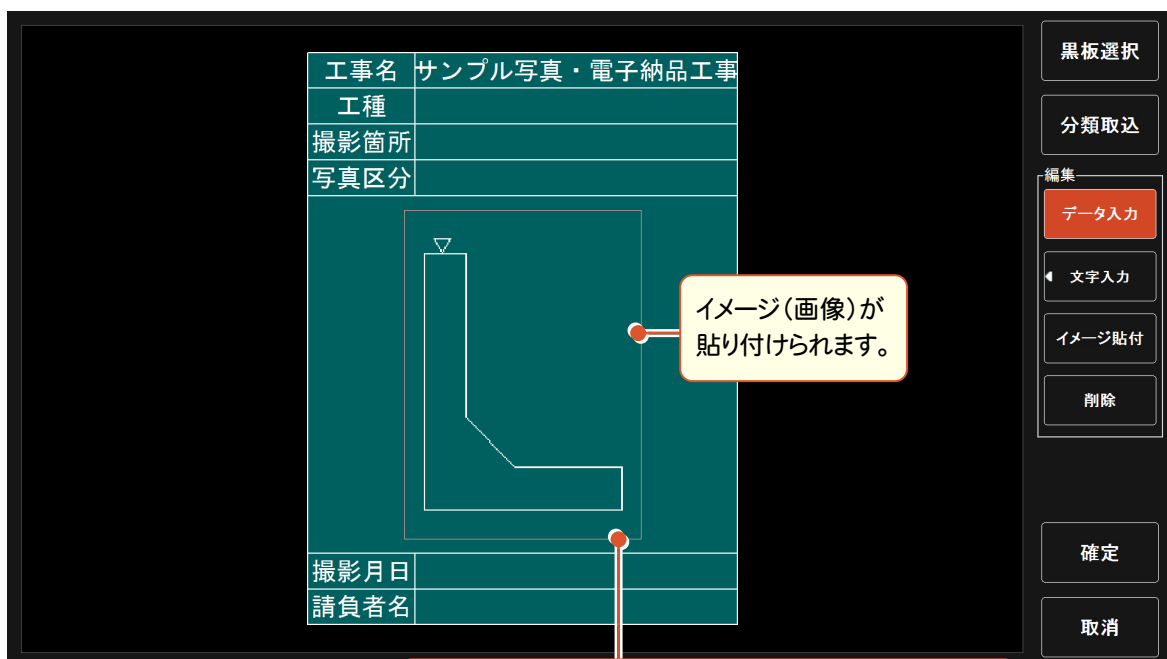 工事名 サンプル写真・電子納品工事
工種
撮影箇所
写真区分
イメージ(画像)が
貼り付けられます。
撮影月日
請負者名
黒板選択
分類取込
編集
データ入力
文字入力
イメージ貼付
削除
確定
取消